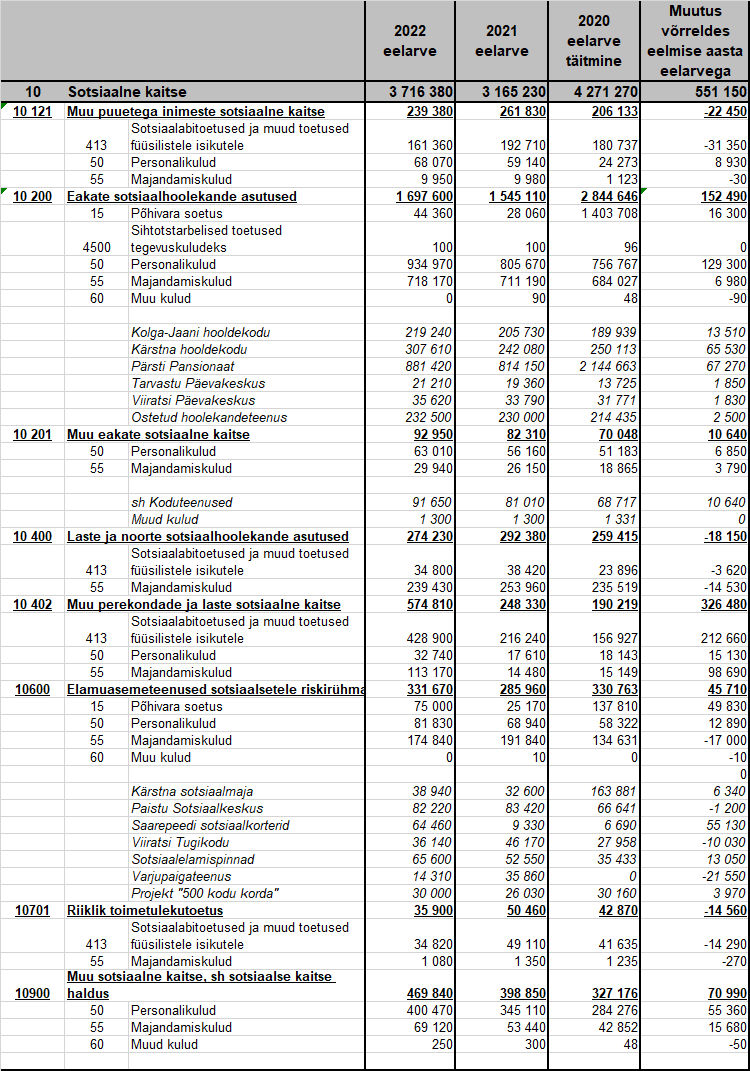 2022 eelarve 2021 eelarve 2020 eelarve täitmine Muutus võrreldes eelmise aasta eelarvega
10 Sotsiaalne kaitse 3 716 380 3 165 230 4 271 270 551 150
10 121 Muu puuetega inimeste sotsiaalne kaitse 239 380 261 830 206 133 -22 450
Sotsiaalabitoetused ja muud toetused
413 füüsilistele isikutele 161 360 192 710 180 737 -31 350
50 Personalikulud 68 070 59 140 24 273 8 930
55 Majandamiskulud 9 950 9 980 1 123 -30
10 200 Eakate sotsiaalhoolekande asutused 1 697 600 1 545 110 2 844 646 152 490
15 Põhivara soetus 44 360 28 060 1 403 708 16 300
Sihtotstarbelised toetused
4500 tegevuskuludeks 100 100 96 0
50 Personalikulud 934 970 805 670 756 767 129 300
55 Majandamiskulud 718 170 711 190 684 027 6 980
60 Muu kulud 0 90 48 -90
Kolga-Jaani hooldekodu 219 240 205 730 189 939 13 510
Kärstna hooldekodu 307 610 242 080 250 113 65 530
Pärsti Pansionaat 881 420 814 150 2 144 663 67 270
Tarvastu Päevakeskus 21 210 19 360 13 725 1 850
Viiratsi Päevakeskus 35 620 33 790 31 771 1 830
Ostetud hoolekandeteenus 232 500 230 000 214 435 2 500
10 201 Muu eakate sotsiaalne kaitse 92 950 82 310 70 048 10 640
50 Personalikulud 63 010 56 160 51 183 6 850
55 Majandamiskulud 29 940 26 150 18 865 3 790
sh Koduteenused 91 650 81 010 68 717 10 640
Muud kulud 1 300 1 300 1 331 0
10 400 Laste ja noorte sotsiaalhoolekande asutused 274 230 292 380 259 415 -18 150
Sotsiaalabitoetused ja muud toetused
413 füüsilistele isikutele 34 800 38 420 23 896 -3 620
55 Majandamiskulud 239 430 253 960 235 519 -14 530
10 402 Muu perekondade ja laste sotsiaalne kaitse 574 810 248 330 190 219 326 480
Sotsiaalabitoetused ja muud toetused
413 füüsilistele isikutele 428 900 216 240 156 927 212 660
50 Personalikulud 32 740 17 610 18 143 15 130
55 Majandamiskulud 113 170 14 480 15 149 98 690
10600 Elamuasemeteenused sotsiaalsetele riskirühma 331 670 285 960 330 763 45 710
15 Põhivara soetus 75 000 25 170 137 810 49 830
50 Personalikulud 81 830 68 940 58 322 12 890
55 Majandamiskulud 174 840 191 840 134 631 -17 000
60 Muu kulud 0 10 0 -10
0
Kärstna sotsiaalmaja 38 940 32 600 163 881 6 340
Paistu Sotsiaalkeskus 82 220 83 420 66 641 -1 200
Saarepeedi sotsiaalkorterid 64 460 9 330 6 690 55 130
Viiratsi Tugikodu 36 140 46 170 27 958 -10 030
Sotsiaalelamispinnad 65 600 52 550 35 433 13 050
Varjupaigateenus 14 310 35 860 0 -21 550
Projekt "500 kodu korda" 30 000 26 030 30 160 3 970
10701 Riiklik toimetulekutoetus 35 900 50 460 42 870 -14 560
Sotsiaalabitoetused ja muud toetused
413 füüsilistele isikutele 34 820 49 110 41 635 -14 290
55 Majandamiskulud 1 080 1 350 1 235 -270
Muu sotsiaalne kaitse, sh sotsiaalse kaitse
10900 haldus 469 840 398 850 327 176 70 990
50 Personalikulud 400 470 345 110 284 276 55 360
55 Majandamiskulud 69 120 53 440 42 852 15 680
60 Muud kulud 250 300 48 -50